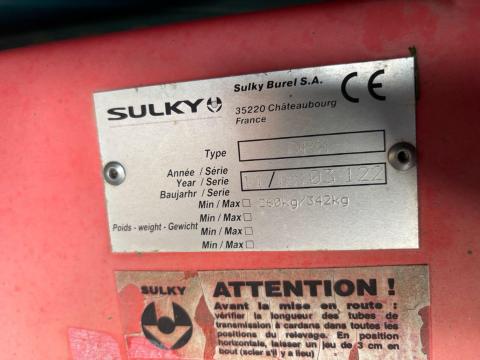 SULKY
Sulky Burel S.A.
35220 Châteaubourg
France
CE
Type
Année / Série
Year / Serie
Baujarhr / Serie
Min / Max □ 260kg/342kg
Min / Max □
Poids - weight - Gewicht
Min / Max □
Min / Max □
SULKY
ATTENTION !
Avant la mise en route :
vérifier la longueur des tubes de
transmission à cardans dans toutes les
positions du relevage. En position
horizontale, laisser un jeu de 3 cm en
bout (scier s'il y a lieu)